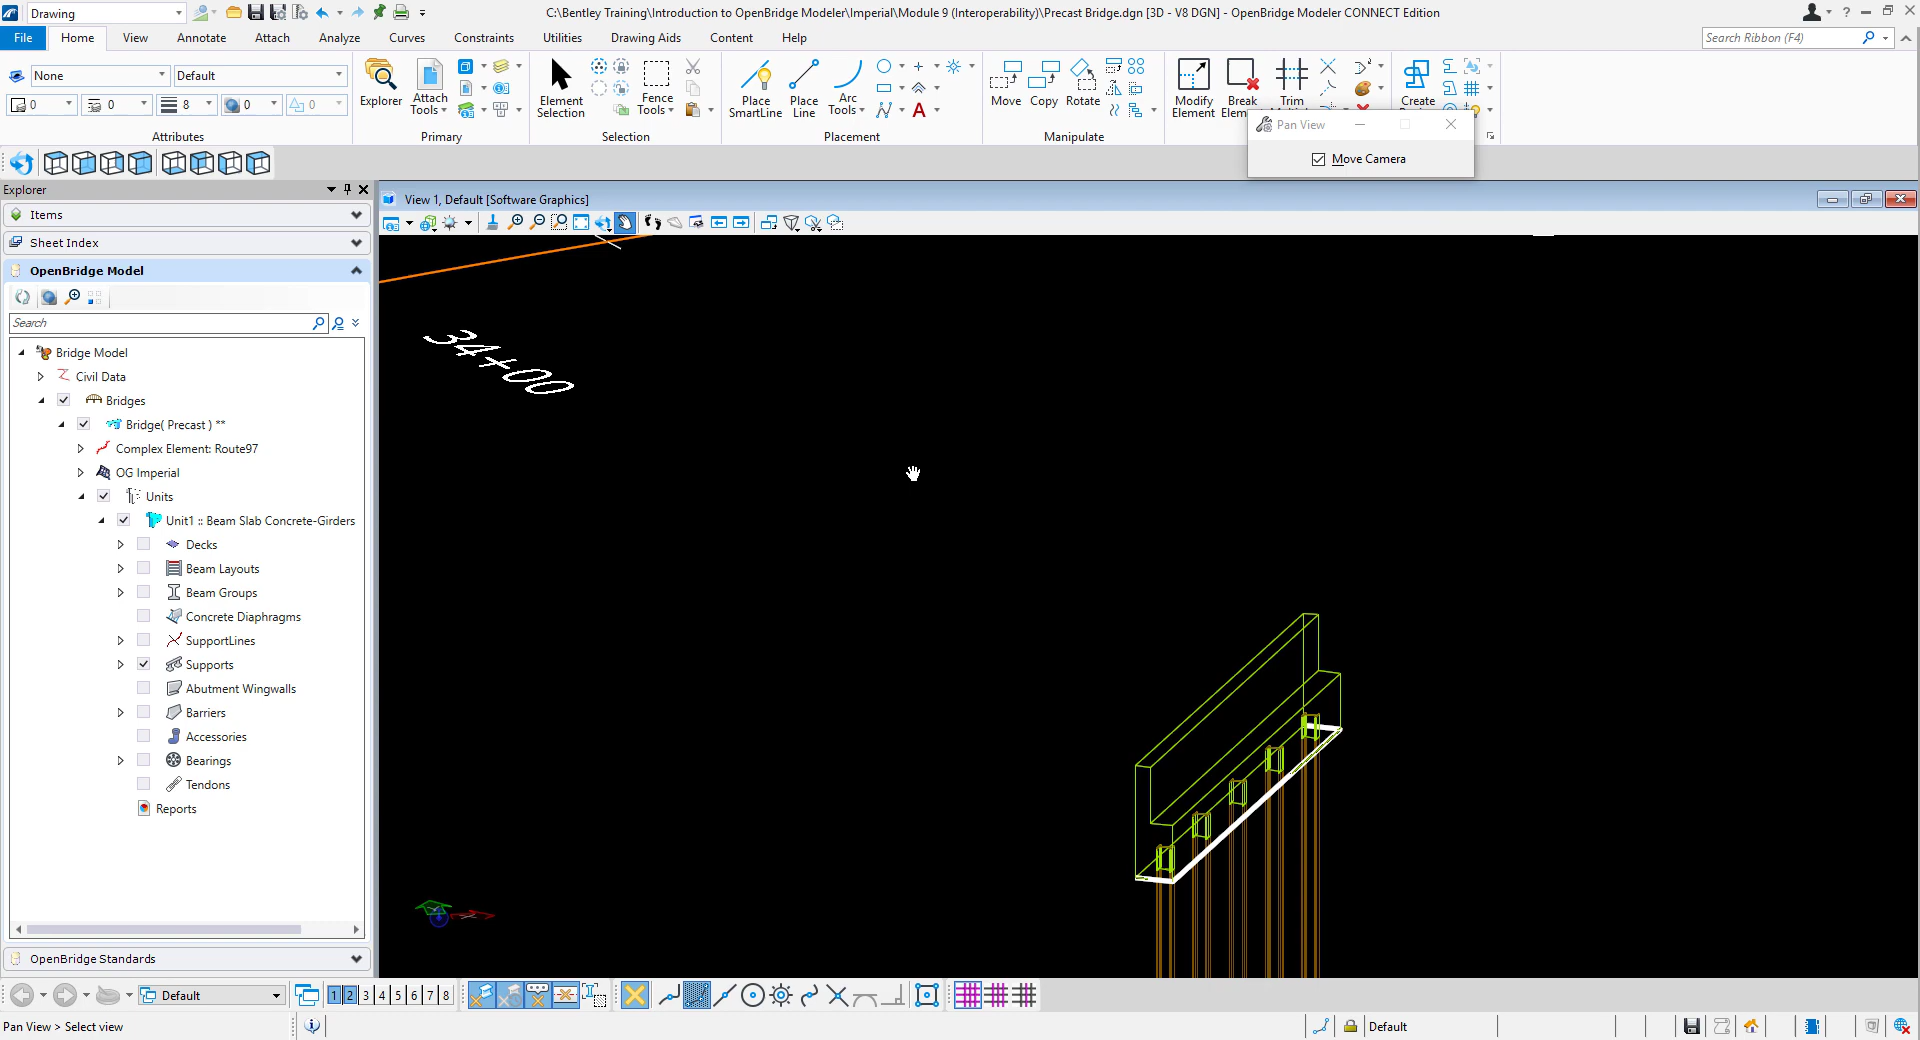 Drawing
C:\Bentley Training\Introduction to OpenBridge Modeler\Imperial\Module 9 (Interoperability)\Precast Bridge.dgn [3D - V8 DGN] - OpenBridge Modeler CONNECT Edition
File Home View Annotate Attach Analyze Curves Constraints Utilities Drawing Aids Content Help
Search Ribbon (F4)
None Default
0 0 8 0 0
Attributes
Explorer Attach Tools
Primary
Element Selection Fence Tools
Selection
Place SmartLine Place Line Arc Tools
Placement
Move Copy Rotate
Manipulate
Modify Element Break Trim Create
Pan View
Move Camera
Explorer
View 1, Default [Software Graphics]
Items
Sheet Index
OpenBridge Model
Search
Bridge Model
Civil Data
Bridges
Bridge( Precast ) **
Complex Element: Route97
OG Imperial
Units
Unit1 :: Beam Slab Concrete-Girders
Decks
Beam Layouts
Beam Groups
Concrete Diaphragms
SupportLines
Supports
Abutment Wingwalls
Barriers
Accessories
Bearings
Tendons
Reports
34+00
OpenBridge Standards
Default
1 2 3 4 5 6 7 8
Pan View > Select view
Default